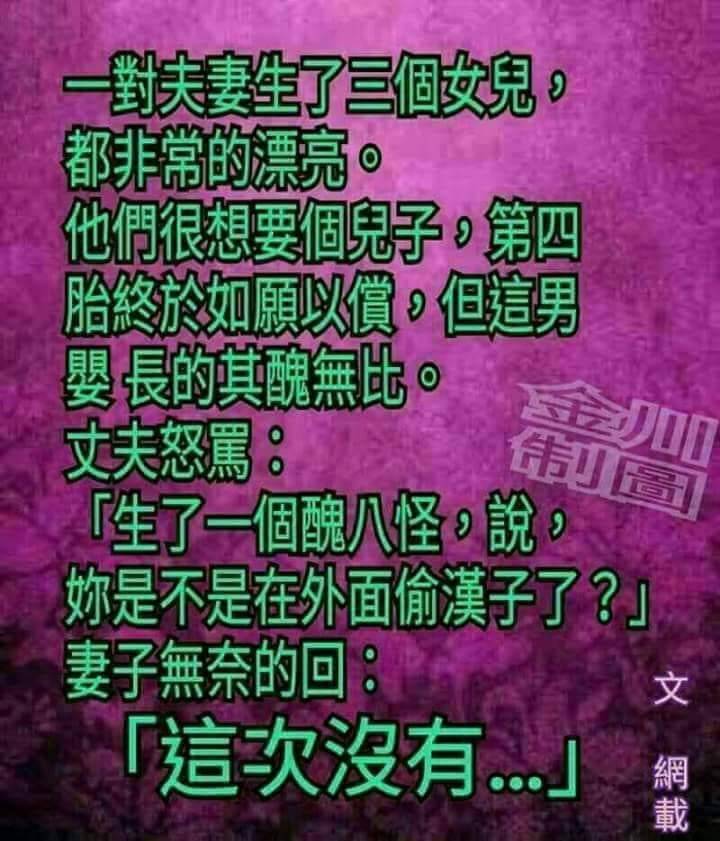 一對夫妻生了三個女兒，
都非常的漂亮。
他們很想要個兒子，第四
胎終於如願以償，但這男
嬰 長的其醜無比。
丈夫怒罵：
「生了一個醜八怪，說，
妳是不是在外面偷漢子了？」
妻子無奈的回：
「這次沒有...」
金加
制圖
文 網載